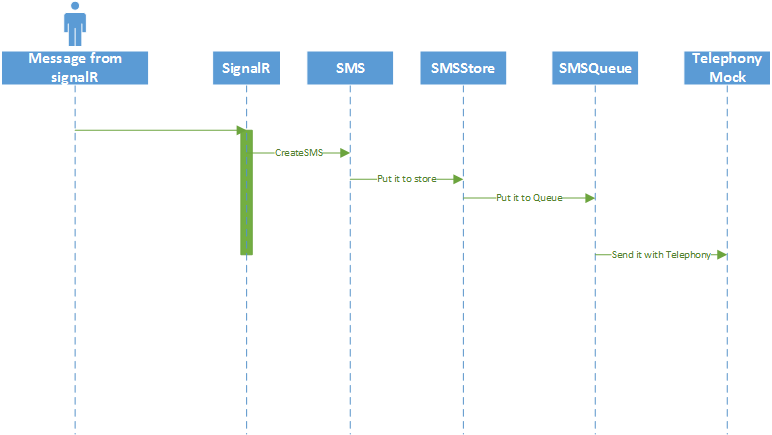 Message from
signalR
SignalR
SMS
SMSStore
SMSQueue
Telephony
Mock
CreateSMS
Put it to store
Put it to Queue
Send it with Telephony